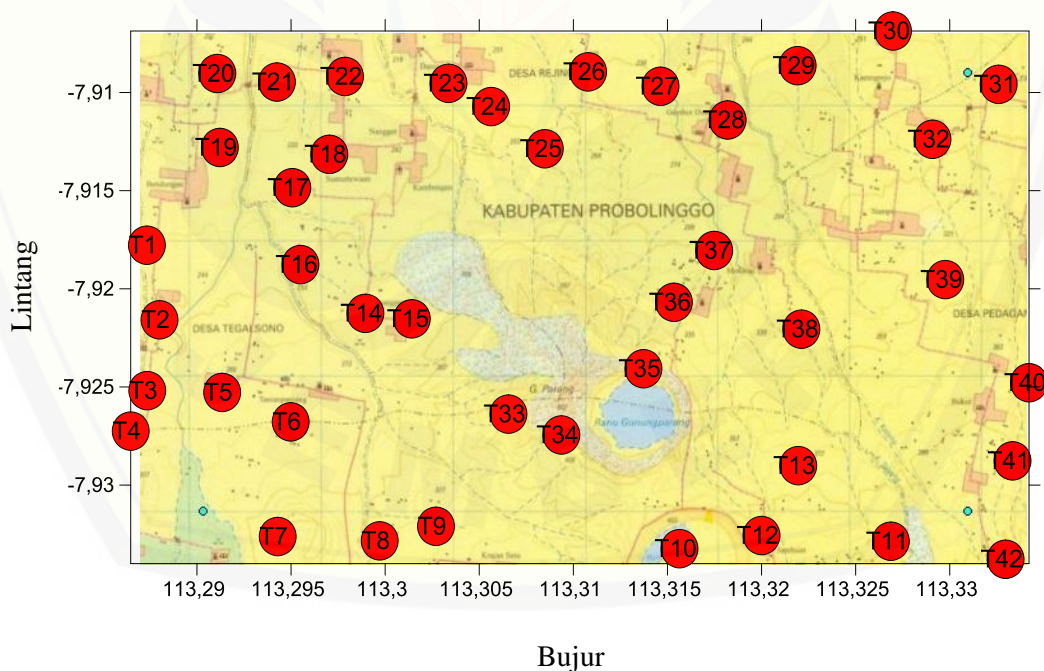 T30
T20
T21
T22
T23
T24
DESA REJING
T26
T27
T29
T31
-7,91
T28
T32
T19
T18
T25
-7,915
T17
KABUPATEN PROBOLINGGO
T1
T16
T37
T39
-7,92
T2
DESA TEGALSONO
T14
T15
T36
T38
DESA PEDAGAN
Lintang
T35
T40
-7,925
T3
T5
G. Parang
T4
T6
T33
T34
Ranu Gunungparang
T13
T41
-7,93
T7
T8
T9
T10
T12
T11
T42
Krajan Satu
113,29
113,295
113,3
113,305
113,31
113,315
113,32
113,325
113,33
Bujur